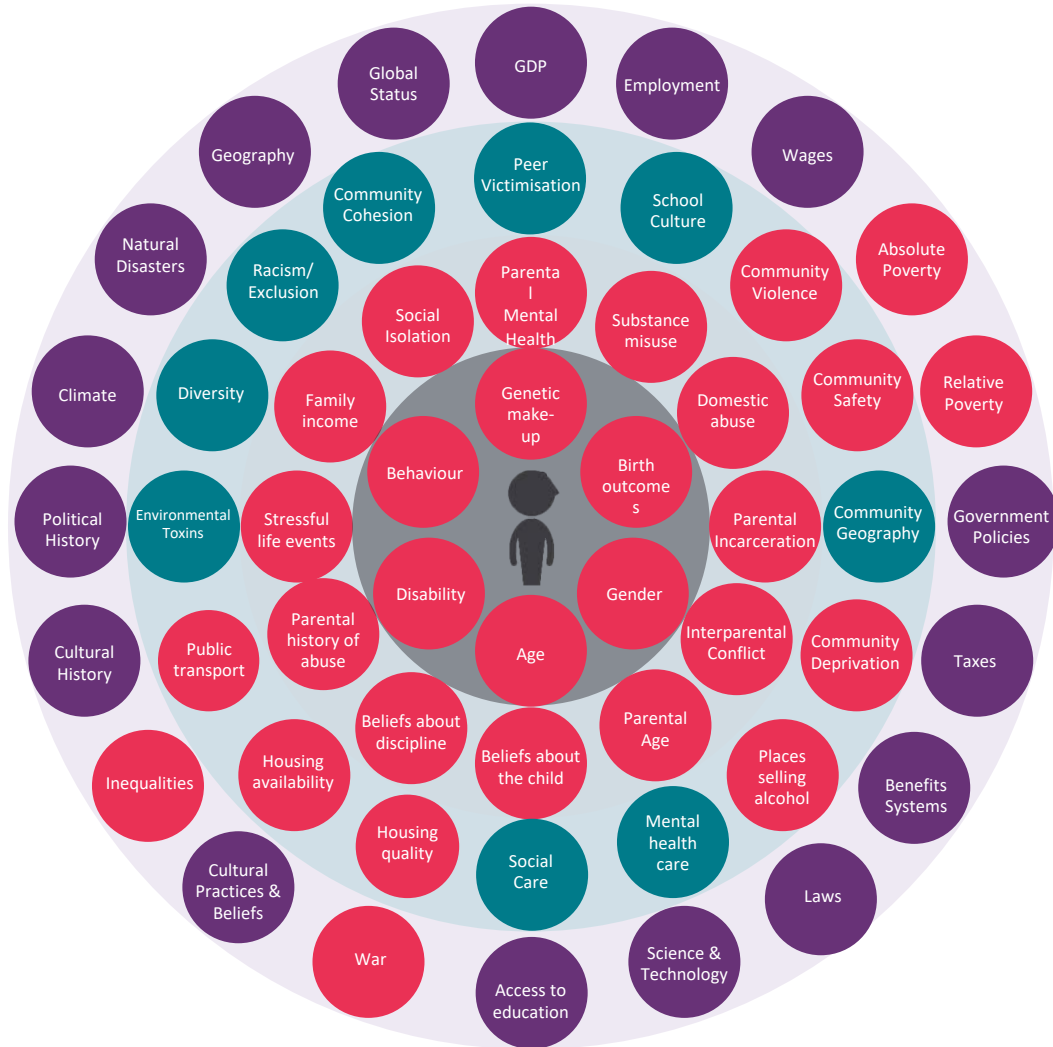 GDP
Global
Status
Employment
Geography
Wages
Peer
Victimisation
Community
Cohesion
School
Culture
Natural
Disasters
Racism/
Exclusion
Community
Violence
Absolute
Poverty
Parenta
l
Mental
Health
Social
Isolation
Substance
misuse
Climate
Diversity
Family
income
Genetic
make-
up
Domestic
abuse
Community
Safety
Relative
Poverty
Behaviour
Birth
outcome
s
Political
History
Environmental
Toxins
Stressful
life events
Parental
Incarceration
Community
Geography
Government
Policies
Disability
Gender
Cultural
History
Public
transport
Parental
history of
abuse
Age
Interparental
Conflict
Community
Deprivation
Taxes
Beliefs about
discipline
Beliefs about
the child
Parental
Age
Inequalities
Housing
availability
Places
selling
alcohol
Benefits
Systems
Housing
quality
Social
Care
Mental
health
care
Cultural
Practices &
Beliefs
Laws
War
Access to
education
Science &
Technology